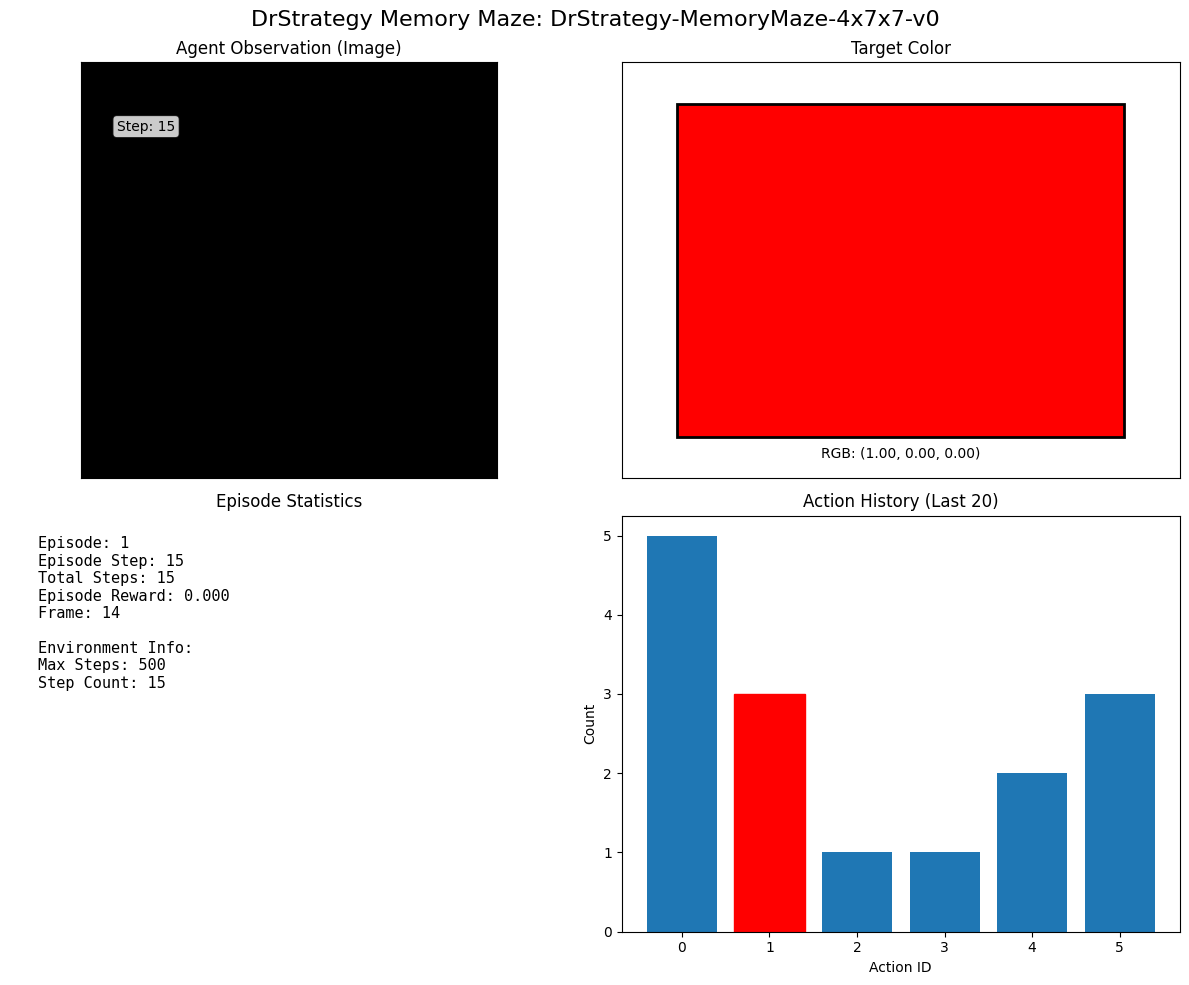 DrStrategy Memory Maze: DrStrategy-MemoryMaze-4x7x7-v0
Agent Observation (Image)
Step: 15
Target Color
RGB: (1.00, 0.00, 0.00)
Episode Statistics
Episode: 1
Episode Step: 15
Total Steps: 15
Episode Reward: 0.000
Frame: 14
Environment Info:
Max Steps: 500
Step Count: 15
Action History (Last 20)
Count
5
4
3
2
1
0
0 1 2 3 4 5
Action ID